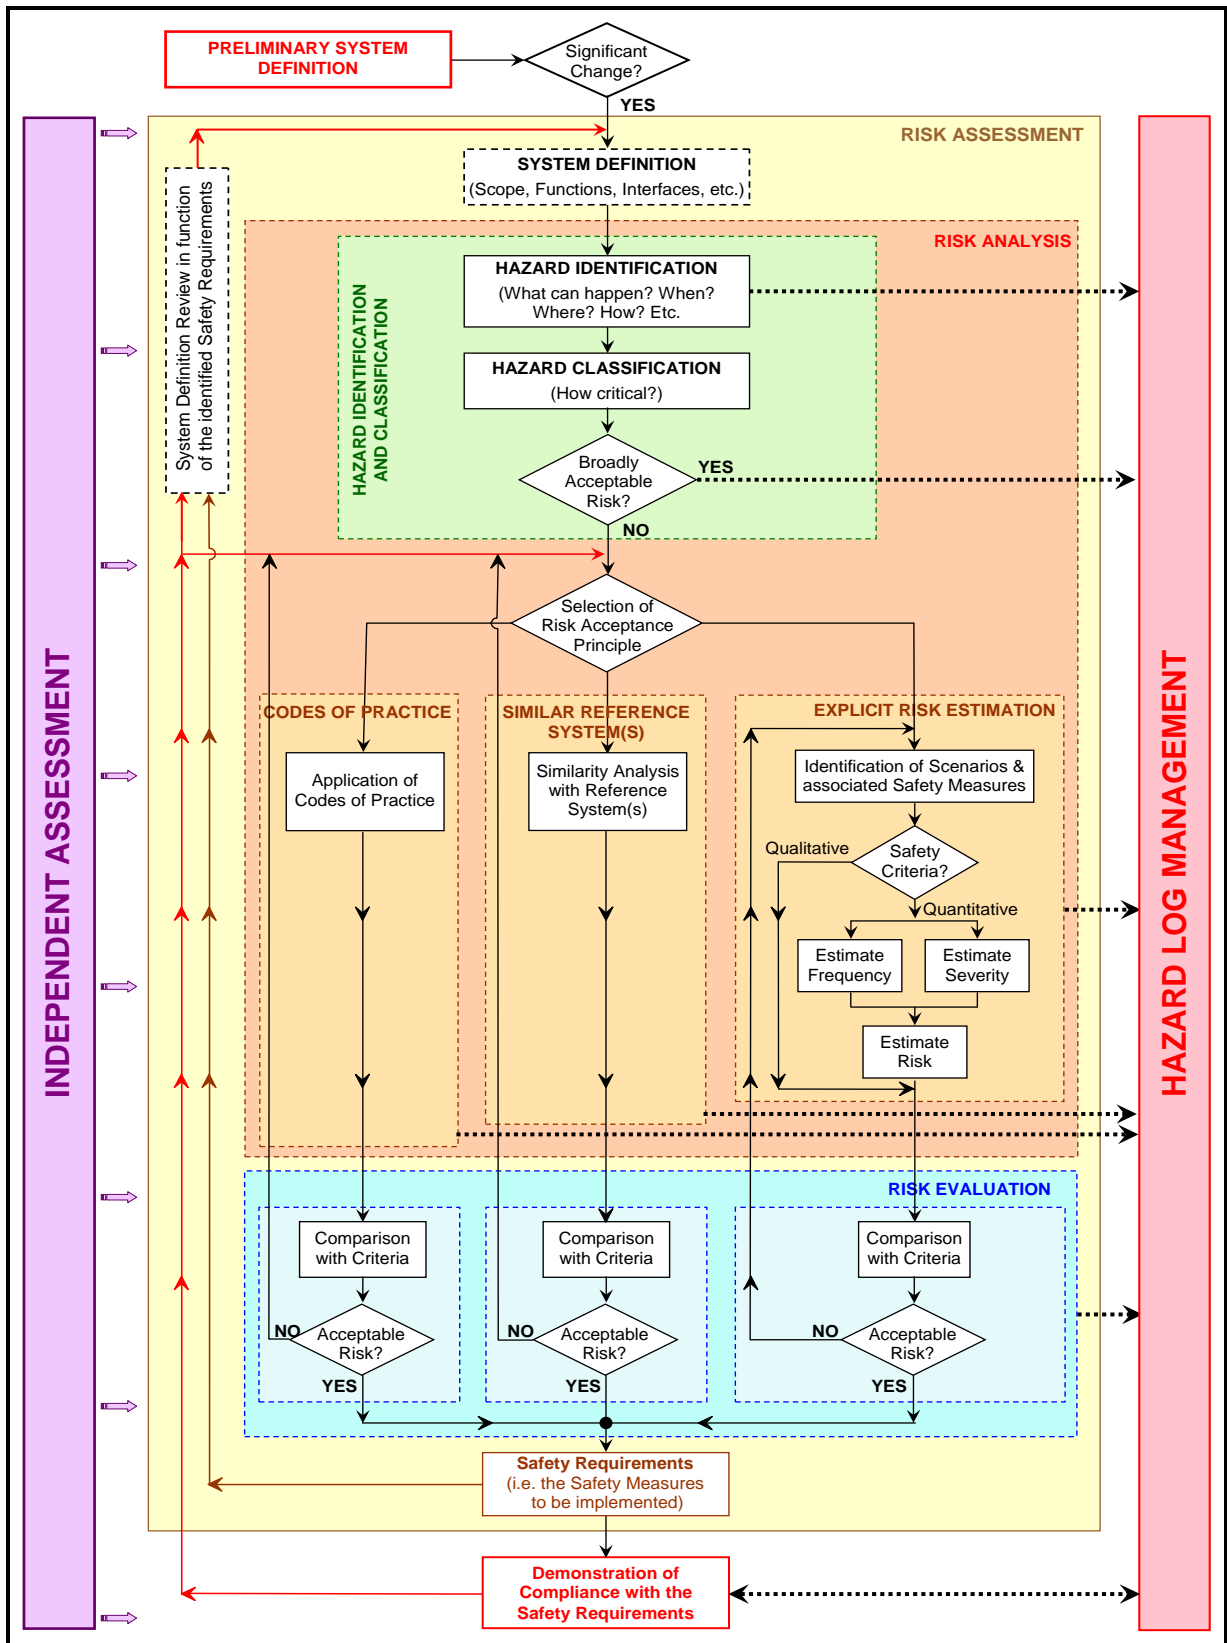 PRELIMINARY SYSTEM
DEFINITION
Significant
Change?
YES
RISK ASSESSMENT
SYSTEM DEFINITION
(Scope, Functions, Interfaces, etc.)
System Definition Review in function
of the identified Safety Requirements
RISK ANALYSIS
HAZARD IDENTIFICATION
AND CLASSIFICATION
HAZARD IDENTIFICATION
(What can happen? When?
Where? How? Etc.
HAZARD CLASSIFICATION
(How critical?)
Broadly
Acceptable
Risk?
YES
NO
Selection of
Risk Acceptance
Principle
INDEPENDENT ASSESSMENT
HAZARD LOG MANAGEMENT
CODES OF PRACTICE
Application of
Codes of Practice
SIMILAR REFERENCE
SYSTEM(S)
Similarity Analysis
with Reference
System(s)
EXPLICIT RISK ESTIMATION
Identification of Scenarios &
associated Safety Measures
Qualitative
Safety
Criteria?
Quantitative
Estimate
Frequency
Estimate
Severity
Estimate
Risk
RISK EVALUATION
Comparison
with Criteria
NO
Acceptable
Risk?
YES
Comparison
with Criteria
NO
Acceptable
Risk?
YES
Comparison
with Criteria
NO
Acceptable
Risk?
YES
Safety Requirements
(i.e. the Safety Measures
to be implemented)
Demonstration of
Compliance with the
Safety Requirements